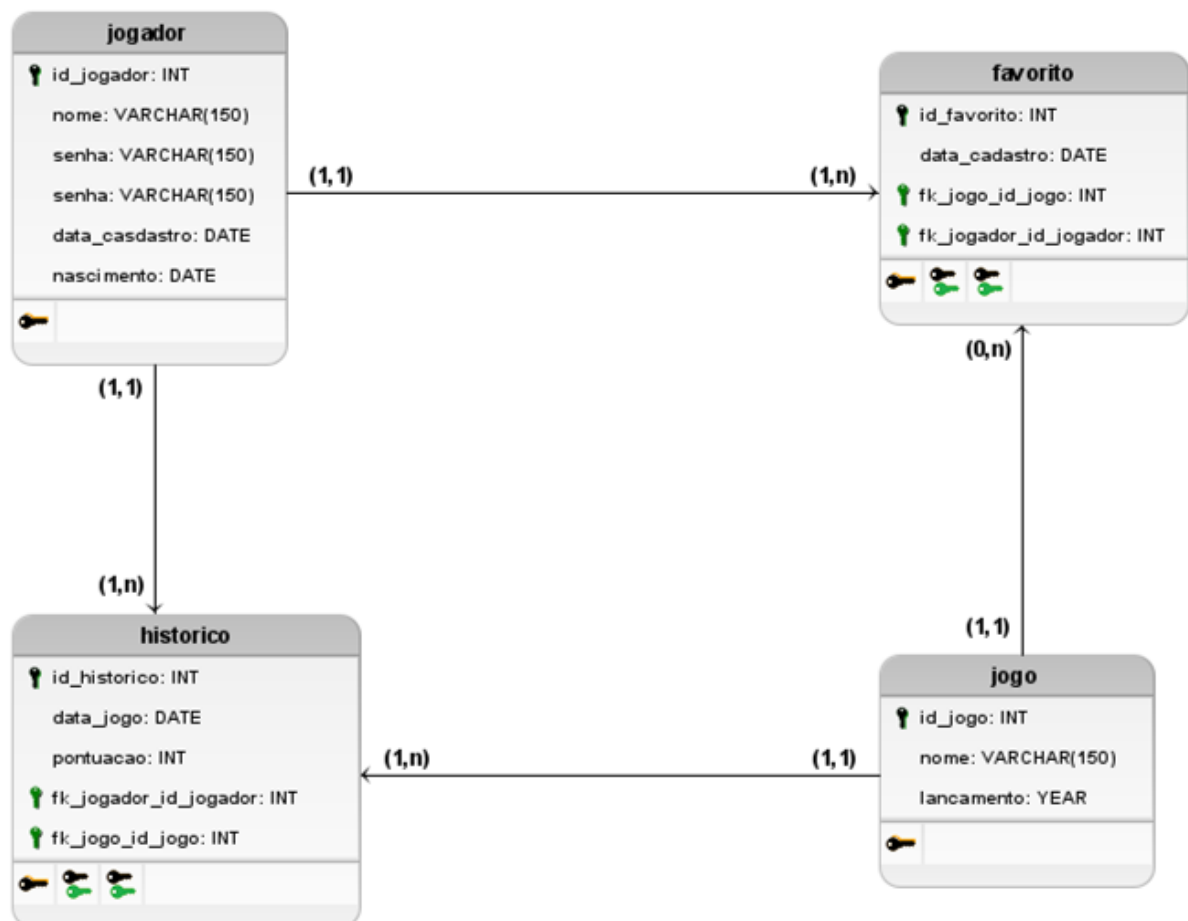 jogador
id_jogador: INT
nome: VARCHAR(150)
senha: VARCHAR(150)
senha: VARCHAR(150)
data_casdastro: DATE
nascimento: DATE
favorito
id_favorito: INT
data_cadastro: DATE
fk_jogo_id_jogo: INT
fk_jogador_id_jogador: INT
(1,1)
(1,n)
(1,1)
(1,n)
(0,n)
(1,1)
historico
id_historico: INT
data_jogo: DATE
pontuacao: INT
fk_jogador_id_jogador: INT
fk_jogo_id_jogo: INT
(1,n)
(1,1)
jogo
id_jogo: INT
nome: VARCHAR(150)
lancamento: YEAR